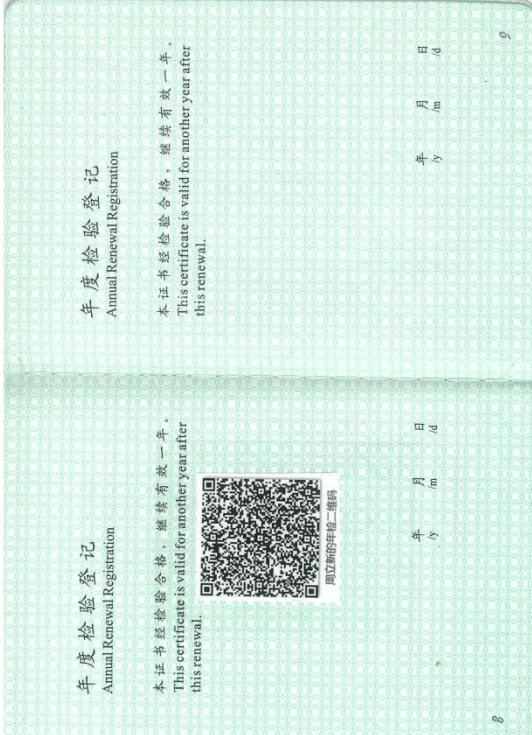 年度检验登记
Annual Renewal Registration
本证书经检验合格，继续有效一年。
This certificate is valid for another year after
this renewal.
周立新的年检二维码
年 月 日
/y /m /d
8
年度检验登记
Annual Renewal Registration
本证书经检验合格，继续有效一年。
This certificate is valid for another year after
this renewal.
年 月 日
/y /m /d
9